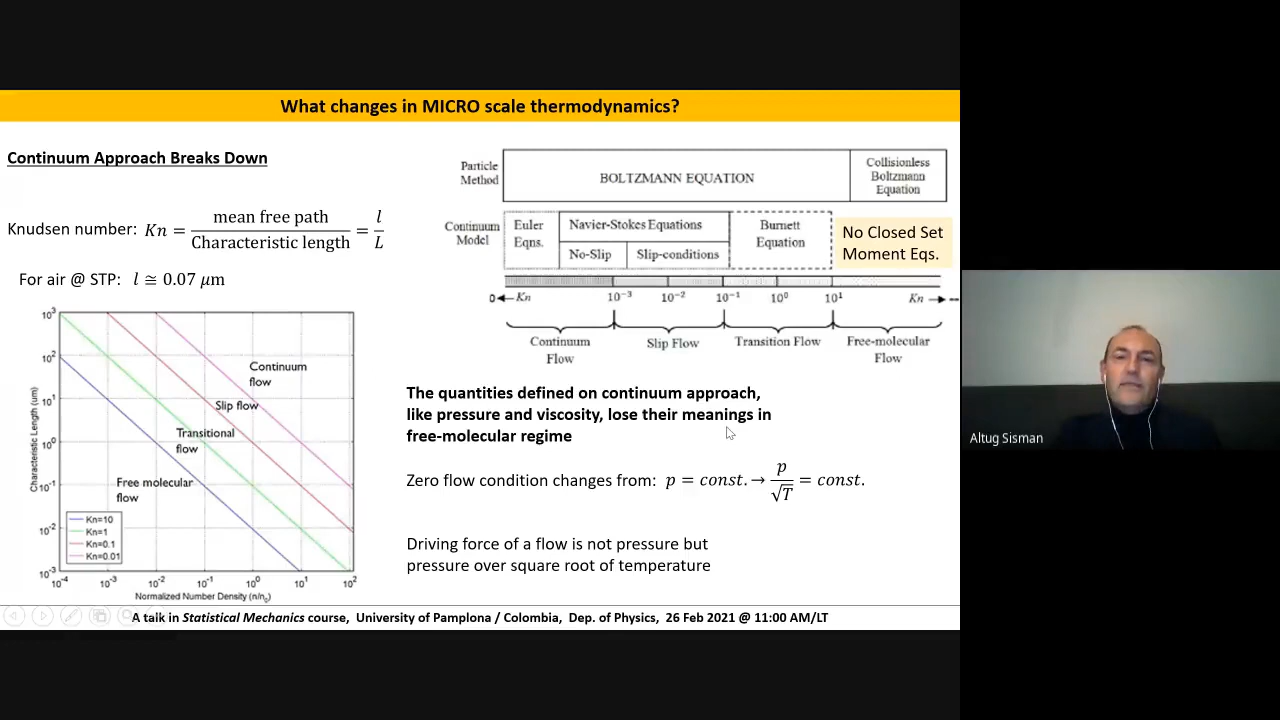 What changes in MICRO scale thermodynamics?
Continuum Approach Breaks Down
Knudsen number: Kn = mean free path / Characteristic length = l / L
For air @ STP: l ≅ 0.07 μm
10³
10²
10¹
10⁰
10⁻¹
10⁻²
10⁻³
Characteristic Length (um)
Continuum
flow
Slip flow
Transitional
flow
Free molecular
flow
Kn=10
Kn=1
Kn=0.1
Kn=0.01
10⁻⁴ 10⁻³ 10⁻² 10⁻¹ 10⁰ 10¹ 10²
Normalized Number Density (n/n₀)
Particle
Method
BOLTZMANN EQUATION
Collisionless
Boltzmann
Equation
Continuum
Model
Euler
Eqns.
Navier-Stokes Equations
No-Slip
Slip-conditions
Burnett
Equation
No Closed Set
Moment Eqs.
0 Kn 10⁻³ 10⁻² 10⁻¹ 10⁰ 10¹ Kn
Continuum
Flow
Slip Flow
Transition Flow
Free-molecular
Flow
The quantities defined on continuum approach,
like pressure and viscosity, lose their meanings in
free-molecular regime
Zero flow condition changes from: p = const. → p / √T = const.
Driving force of a flow is not pressure but
pressure over square root of temperature
A talk in Statistical Mechanics course, University of Pamplona / Colombia, Dep. of Physics, 26 Feb 2021 @ 11:00 AM/LT
Altug Sisman